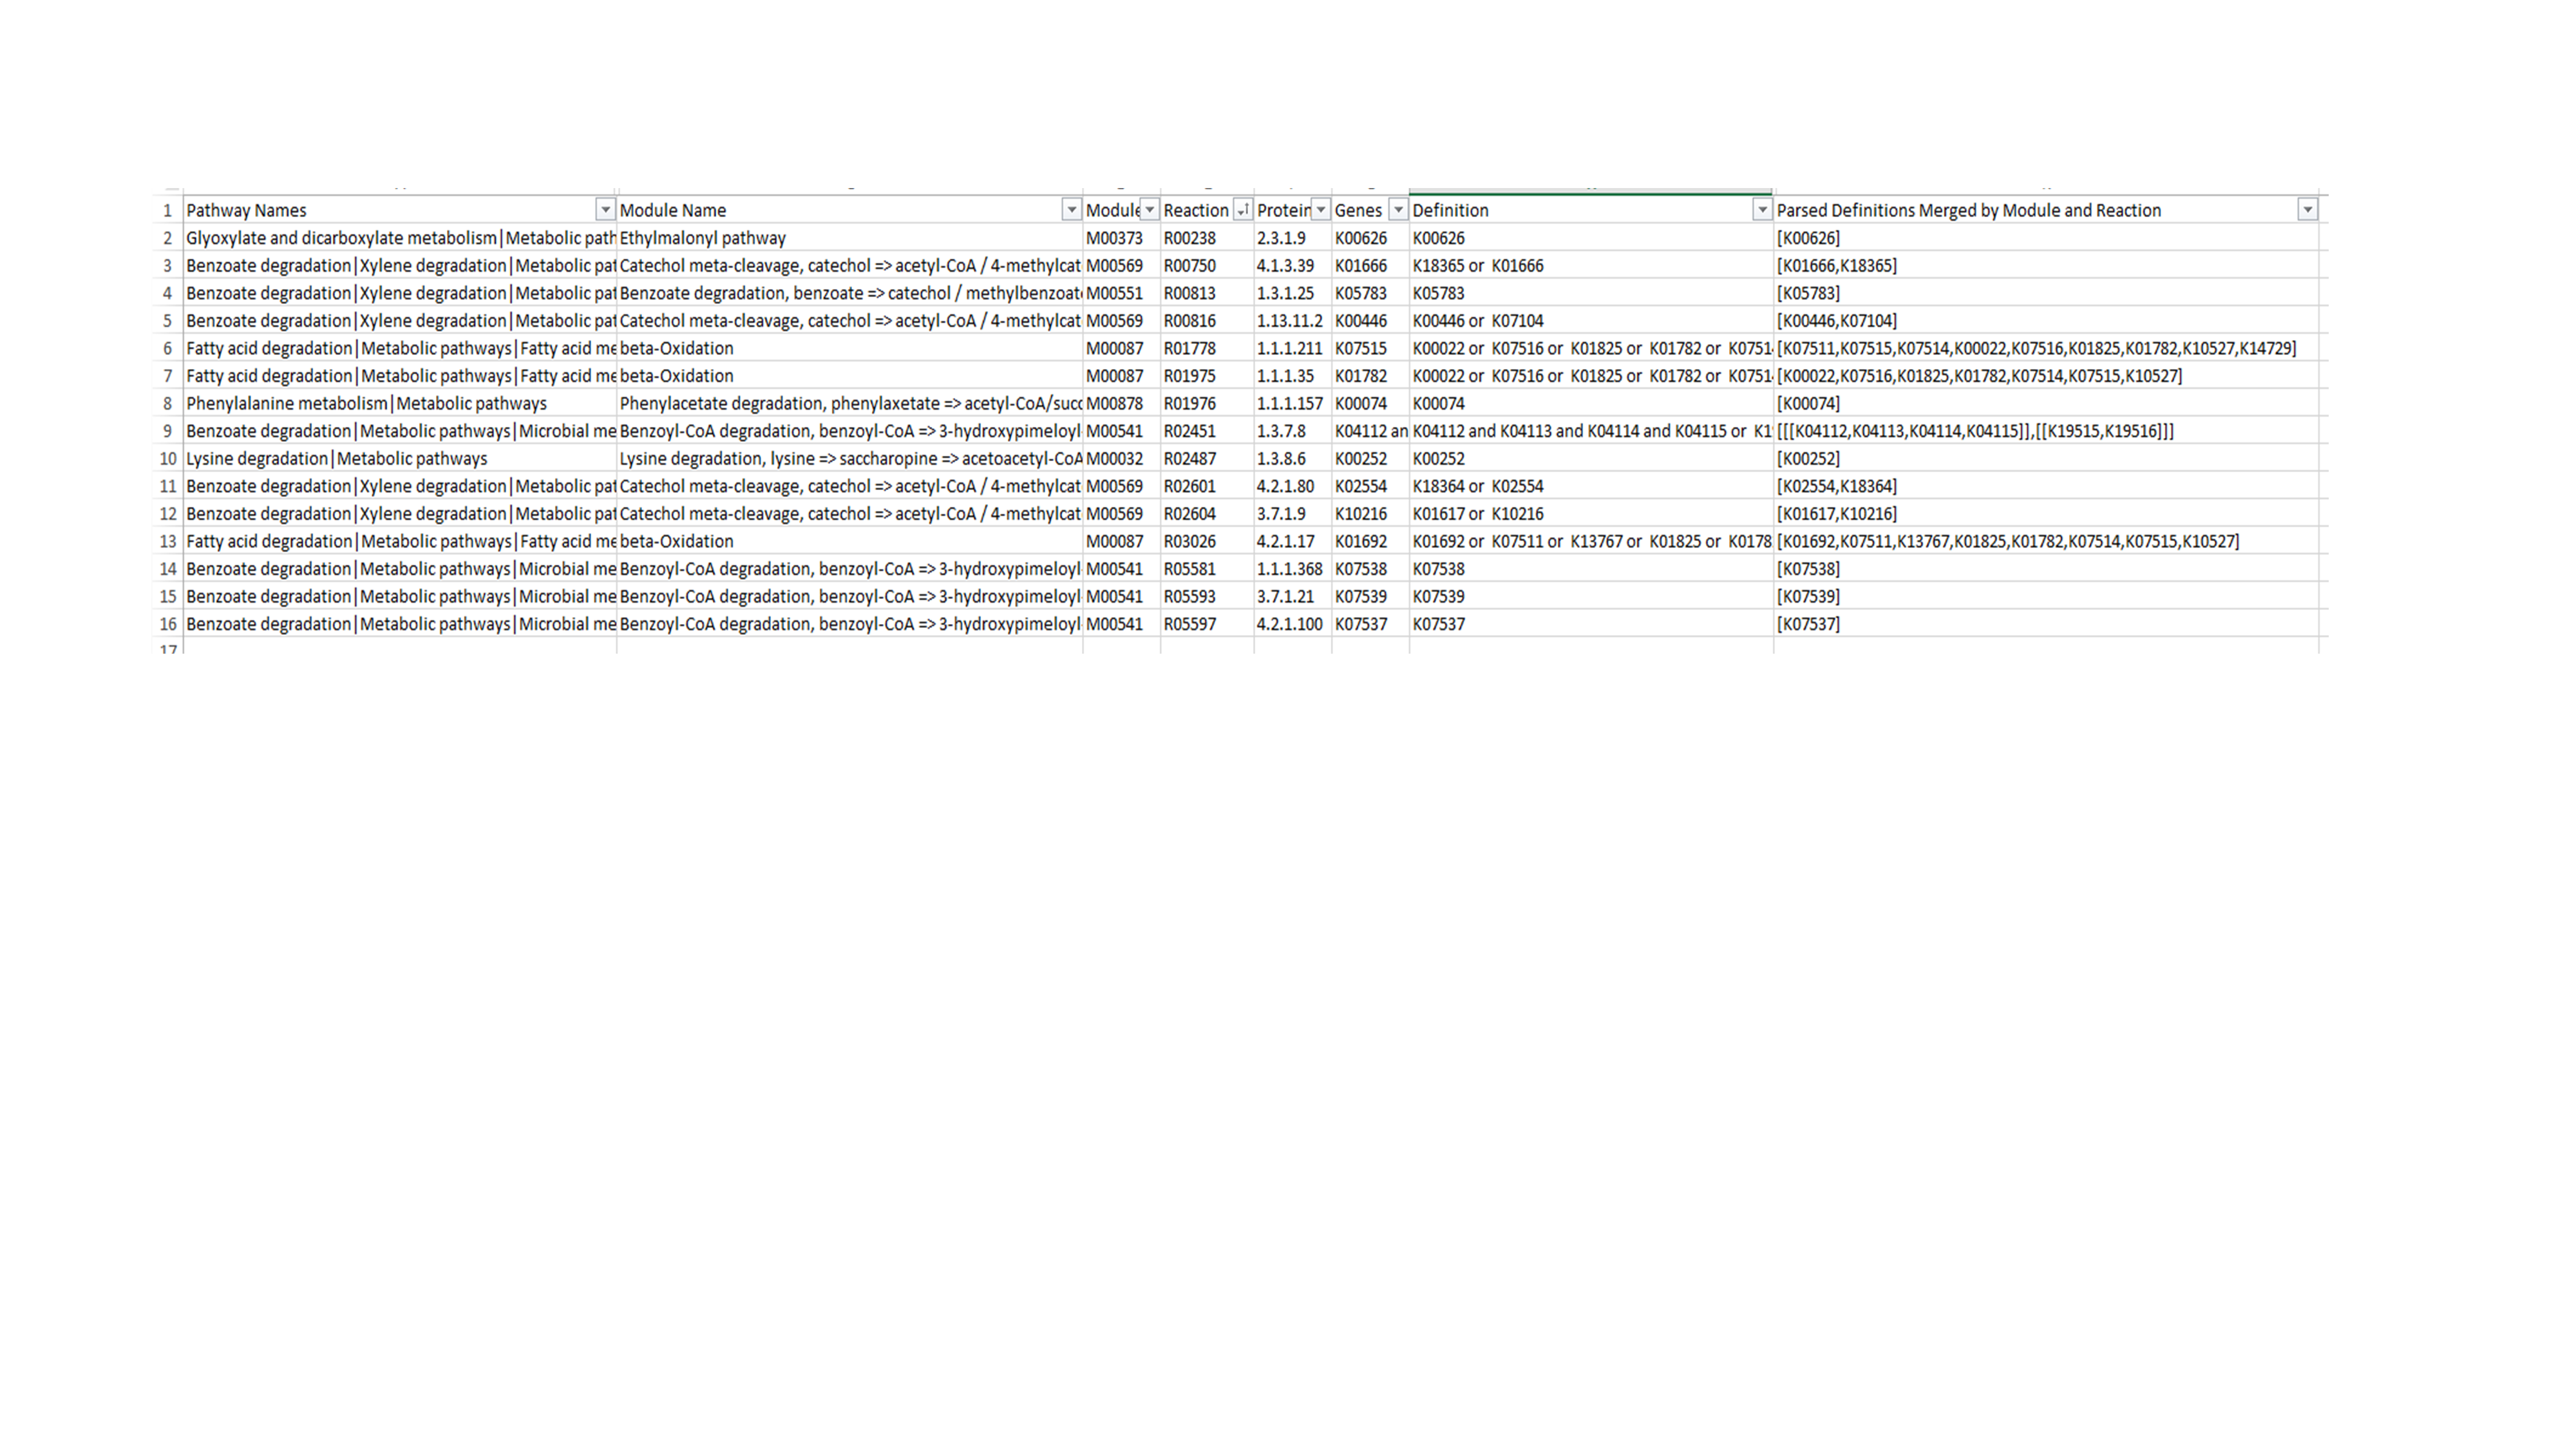 1 Pathway Names Module Name Module Reaction Protein Genes Definition Parsed Definitions Merged by Module and Reaction
2 Glyoxylate and dicarboxylate metabolism|Metabolic path Ethylmalonyl pathway M00373 R00238 2.3.1.9 K00626 K00626 [K00626]
3 Benzoate degradation|Xylene degradation|Metabolic pat Catechol meta-cleavage, catechol => acetyl-CoA / 4-methylcat M00569 R00750 4.1.3.39 K01666 K18365 or K01666 [K01666,K18365]
4 Benzoate degradation|Xylene degradation|Metabolic pat Benzoate degradation, benzoate => catechol / methylbenzoat M00551 R00813 1.3.1.25 K05783 K05783 [K05783]
5 Benzoate degradation|Xylene degradation|Metabolic pat Catechol meta-cleavage, catechol => acetyl-CoA / 4-methylcat M00569 R00816 1.13.11.2 K00446 K00446 or K07104 [K00446,K07104]
6 Fatty acid degradation|Metabolic pathways|Fatty acid me beta-Oxidation M00087 R01778 1.1.1.211 K07515 K00022 or K07516 or K01825 or K01782 or K0751 [K07511,K07515,K07514,K00022,K07516,K01825,K01782,K10527,K14729]
7 Fatty acid degradation|Metabolic pathways|Fatty acid me beta-Oxidation M00087 R01975 1.1.1.35 K01782 K00022 or K07516 or K01825 or K01782 or K0751 [K00022,K07516,K01825,K01782,K07514,K07515,K10527]
8 Phenylalanine metabolism|Metabolic pathways Phenylacetate degradation, phenylaxetate => acetyl-CoA/succ M00878 R01976 1.1.1.157 K00074 K00074 [K00074]
9 Benzoate degradation|Metabolic pathways|Microbial me Benzoyl-CoA degradation, benzoyl-CoA => 3-hydroxypimeloyl M00541 R02451 1.3.7.8 K04112 an K04112 and K04113 and K04114 and K04115 or K1 [[[K04112,K04113,K04114,K04115]],[[K19515,K19516]]]
10 Lysine degradation|Metabolic pathways Lysine degradation, lysine => saccharopine => acetoacetyl-CoA M00032 R02487 1.3.8.6 K00252 K00252 [K00252]
11 Benzoate degradation|Xylene degradation|Metabolic pat Catechol meta-cleavage, catechol => acetyl-CoA / 4-methylcat M00569 R02601 4.2.1.80 K02554 K18364 or K02554 [K02554,K18364]
12 Benzoate degradation|Xylene degradation|Metabolic pat Catechol meta-cleavage, catechol => acetyl-CoA / 4-methylcat M00569 R02604 3.7.1.9 K10216 K01617 or K10216 [K01617,K10216]
13 Fatty acid degradation|Metabolic pathways|Fatty acid me beta-Oxidation M00087 R03026 4.2.1.17 K01692 K01692 or K07511 or K13767 or K01825 or K0178 [K01692,K07511,K13767,K01825,K01782,K07514,K07515,K10527]
14 Benzoate degradation|Metabolic pathways|Microbial me Benzoyl-CoA degradation, benzoyl-CoA => 3-hydroxypimeloyl M00541 R05581 1.1.1.368 K07538 K07538 [K07538]
15 Benzoate degradation|Metabolic pathways|Microbial me Benzoyl-CoA degradation, benzoyl-CoA => 3-hydroxypimeloyl M00541 R05593 3.7.1.21 K07539 K07539 [K07539]
16 Benzoate degradation|Metabolic pathways|Microbial me Benzoyl-CoA degradation, benzoyl-CoA => 3-hydroxypimeloyl M00541 R05597 4.2.1.100 K07537 K07537 [K07537]
17